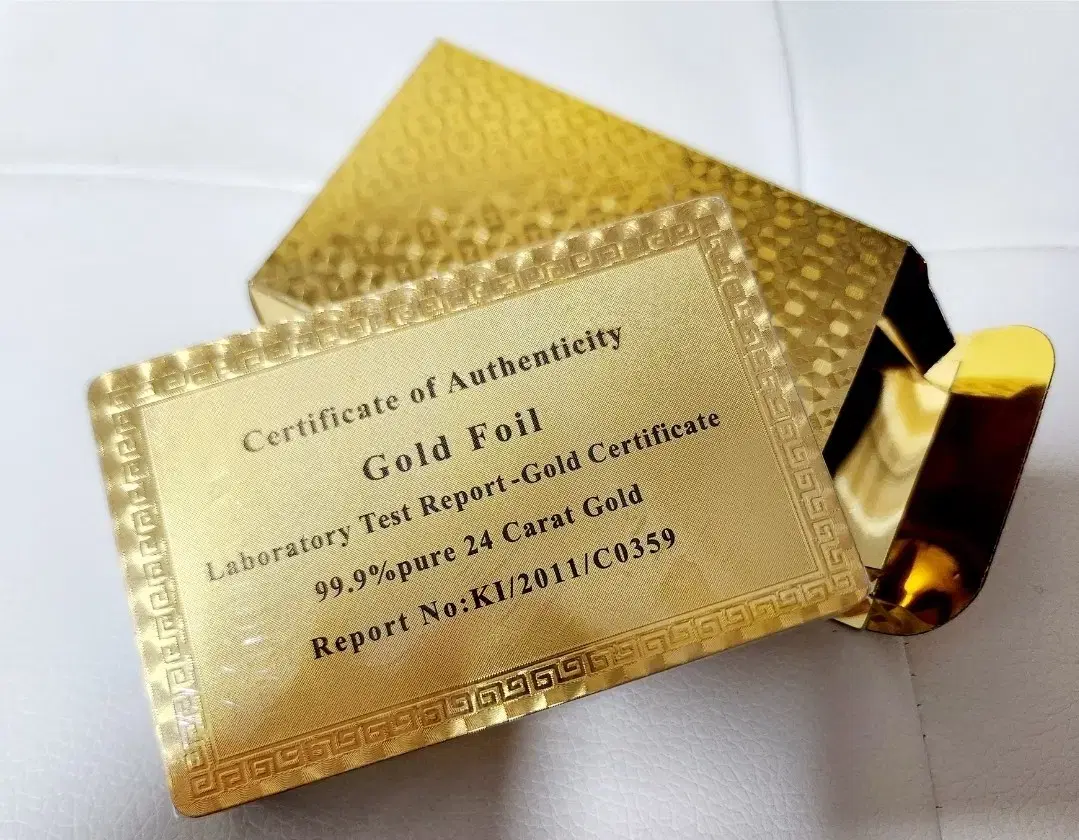 Certificate of Authenticity
Gold Foil
Laboratory Test Report-Gold Certificate
99.9%pure 24 Carat Gold
Report No:KI/2011/C0359